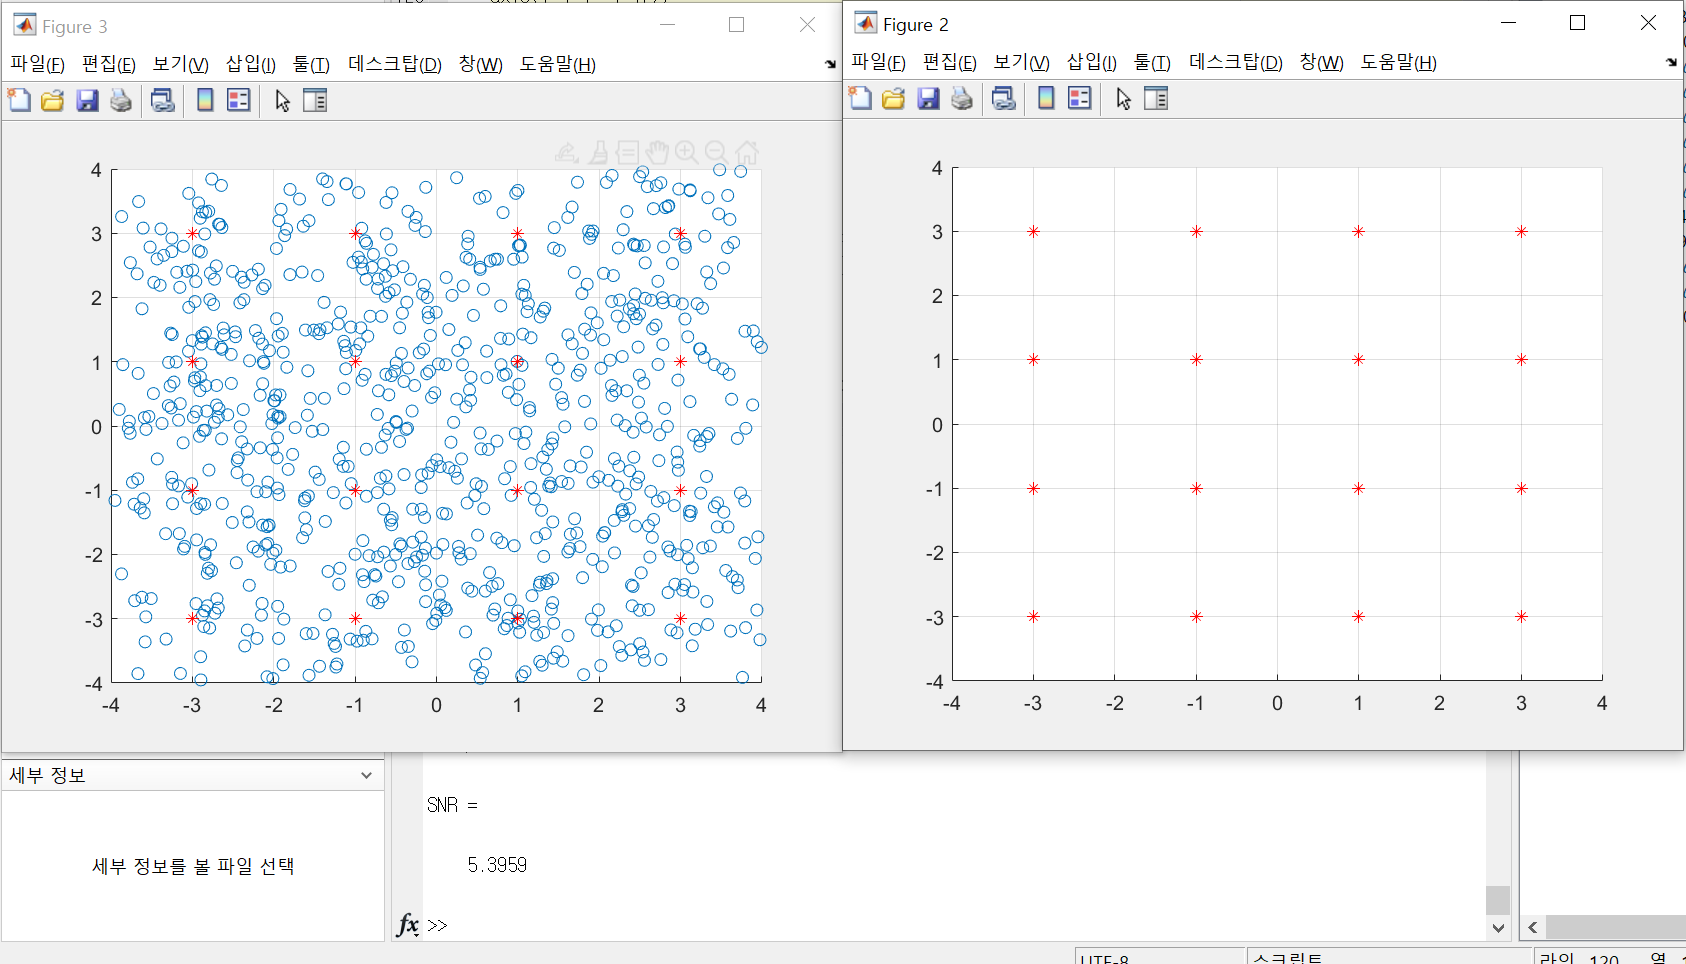 Figure 3
파일(F) 편집(E) 보기(V) 삽입(I) 툴(T) 데스크탑(D) 창(W) 도움말(H)
4
3
2
1
0
-1
-2
-3
-4
-4 -3 -2 -1 0 1 2 3 4
Figure 2
파일(F) 편집(E) 보기(V) 삽입(I) 툴(T) 데스크탑(D) 창(W) 도움말(H)
4
3
2
1
0
-1
-2
-3
-4
-4 -3 -2 -1 0 1 2 3 4
세부 정보
세부 정보를 볼 파일 선택
SNR =
5.3959
fx >>
UTF-8 스크립트 라인 120 열